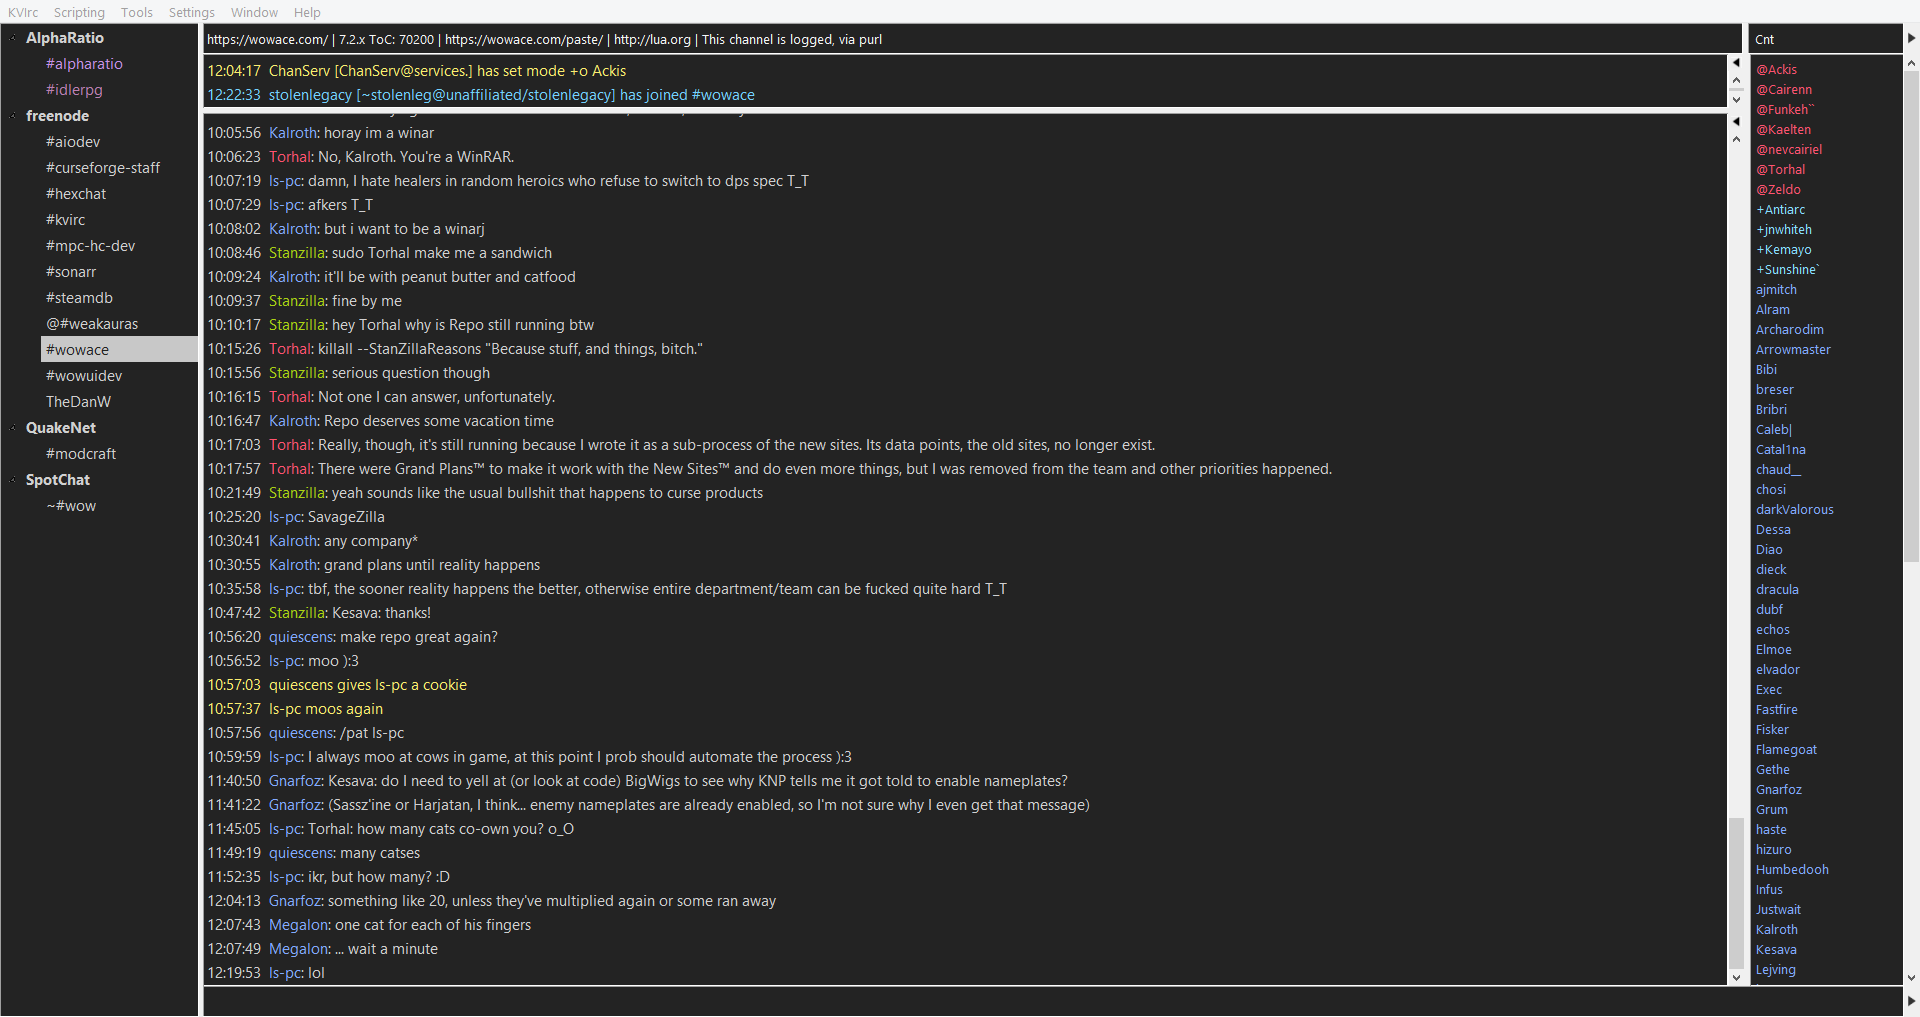 KVIrc Scripting Tools Settings Window Help
AlphaRatio
#alpharatio
#idlerpg
freenode
#aiodev
#curseforge-staff
#hexchat
#kvirc
#mpc-hc-dev
#sonarr
#steamdb
@#weakauras
#wowace
#wowuidev
TheDanW
QuakeNet
#modcraft
SpotChat
~#wow
https://wowace.com/ | 7.2.x ToC: 70200 | https://wowace.com/paste/ | http://lua.org | This channel is logged, via purl
12:04:17 ChanServ [ChanServ@services.] has set mode +o Ackis
12:22:33 stolenlegacy [~stolenleg@unaffiliated/stolenlegacy] has joined #wowace
10:05:56 Kalroth: horay im a winar
10:06:23 Torhal: No, Kalroth. You're a WinRAR.
10:07:19 ls-pc: damn, I hate healers in random heroics who refuse to switch to dps spec T_T
10:07:29 ls-pc: afkers T_T
10:08:02 Kalroth: but i want to be a winarj
10:08:46 Stanzilla: sudo Torhal make me a sandwich
10:09:24 Kalroth: it'll be with peanut butter and catfood
10:09:37 Stanzilla: fine by me
10:10:17 Stanzilla: hey Torhal why is Repo still running btw
10:15:26 Torhal: killall --StanZillaReasons "Because stuff, and things, bitch."
10:15:56 Stanzilla: serious question though
10:16:15 Torhal: Not one I can answer, unfortunately.
10:16:47 Kalroth: Repo deserves some vacation time
10:17:03 Torhal: Really, though, it's still running because I wrote it as a sub-process of the new sites. Its data points, the old sites, no longer exist.
10:17:57 Torhal: There were Grand Plans™ to make it work with the New Sites™ and do even more things, but I was removed from the team and other priorities happened.
10:21:49 Stanzilla: yeah sounds like the usual bullshit that happens to curse products
10:25:20 ls-pc: SavageZilla
10:30:41 Kalroth: any company*
10:30:55 Kalroth: grand plans until reality happens
10:35:58 ls-pc: tbf, the sooner reality happens the better, otherwise entire department/team can be fucked quite hard T_T
10:47:42 Stanzilla: Kesava: thanks!
10:56:20 quiescens: make repo great again?
10:56:52 ls-pc: moo ):3
10:57:03 quiescens gives ls-pc a cookie
10:57:37 ls-pc moos again
10:57:56 quiescens: /pat ls-pc
10:59:59 ls-pc: I always moo at cows in game, at this point I prob should automate the process ):3
11:40:50 Gnarfoz: Kesava: do I need to yell at (or look at code) BigWigs to see why KNP tells me it got told to enable nameplates?
11:41:22 Gnarfoz: (Sassz'ine or Harjatan, I think... enemy nameplates are already enabled, so I'm not sure why I even get that message)
11:45:05 ls-pc: Torhal: how many cats co-own you? o_O
11:49:19 quiescens: many catses
11:52:35 ls-pc: ikr, but how many? :D
12:04:13 Gnarfoz: something like 20, unless they've multiplied again or some ran away
12:07:43 Megalon: one cat for each of his fingers
12:07:49 Megalon: ... wait a minute
12:19:53 ls-pc: lol
Cnt
@Ackis
@Cairenn
@Funkeh``
@Kaelten
@nevcairiel
@Torhal
@Zeldo
+Antiarc
+jnwhiteh
+Kemayo
+Sunshine`
ajmitch
Alram
Archarodim
Arrowmaster
Bibi
breser
Bribri
Caleb|
Catal1na
chaud__
chosi
darkValorous
Dessa
Diao
dieck
dracula
dubf
echos
Elmoe
elvador
Exec
Fastfire
Fisker
Flamegoat
Gethe
Gnarfoz
Grum
haste
hizuro
Humbedooh
Infus
Justwait
Kalroth
Kesava
Lejving